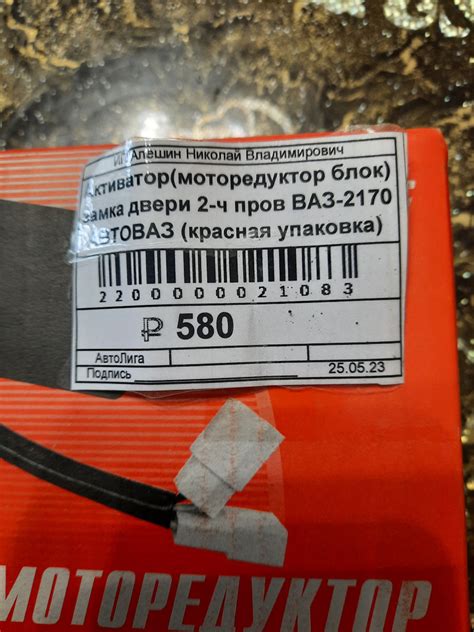 ИП Алешин Николай Владимирович
Активатор(моторедуктор блок)
замка двери 2-ч пров ВАЗ-2170
АВТОВАЗ (красная упаковка)
2200000021083
₽ 580
АвтоЛига
Подпись 25.05.23
МОТОРЕДУКТОР